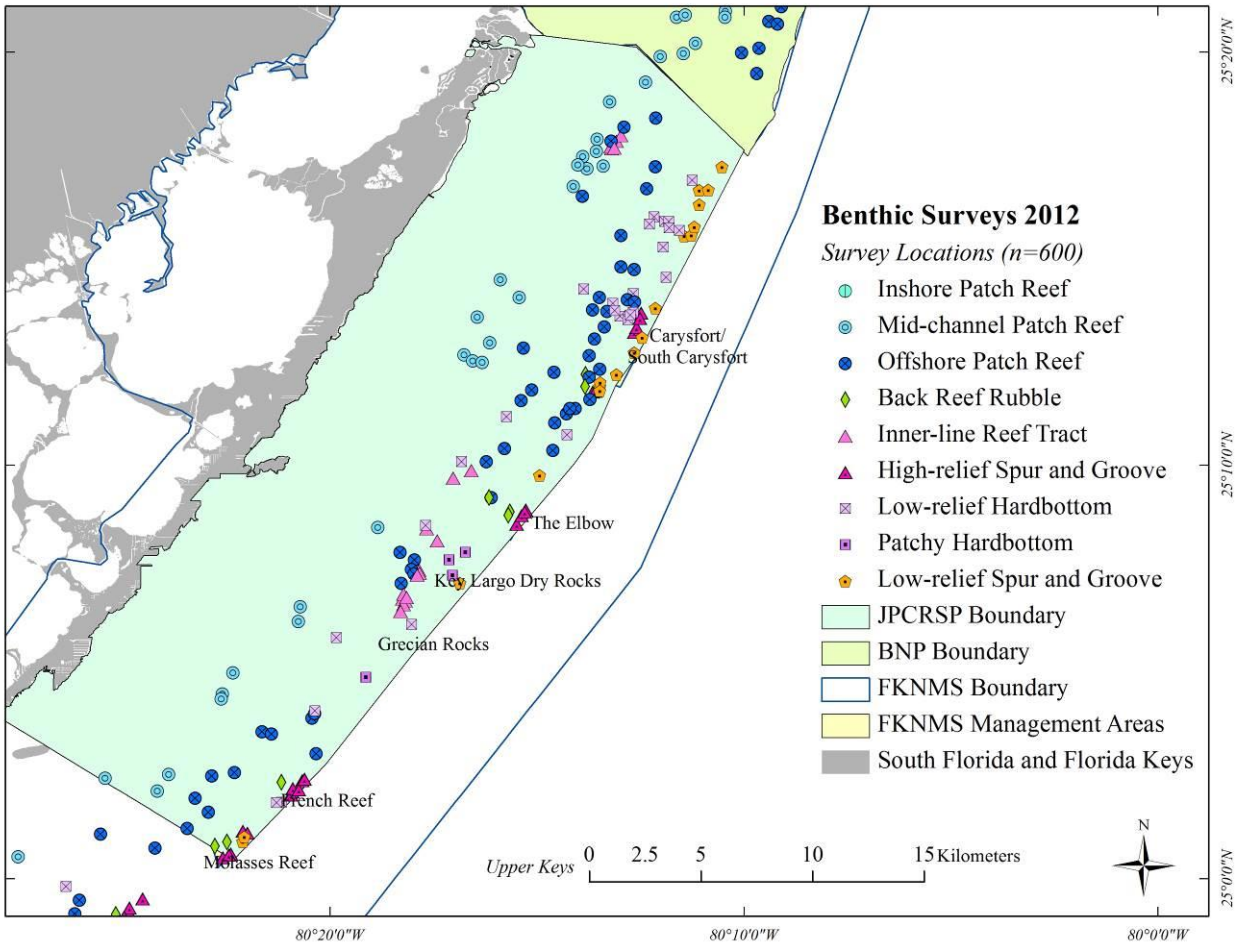 Benthic Surveys 2012
Survey Locations (n=600)
Inshore Patch Reef
Mid-channel Patch Reef
Offshore Patch Reef
Back Reef Rubble
Inner-line Reef Tract
High-relief Spur and Groove
Low-relief Hardbottom
Patchy Hardbottom
Low-relief Spur and Groove
JPCRSP Boundary
BNP Boundary
FKNMS Boundary
FKNMS Management Areas
South Florida and Florida Keys
Carysfort/
South Carysfort
The Elbow
Key Largo Dry Rocks
Grecian Rocks
French Reef
Molasses Reef
Upper Keys
0 2.5 5 10 15 Kilometers
N
25°20'0"N
25°10'0"N
25°0'0"N
80°20'0"W
80°10'0"W
80°0'0"W